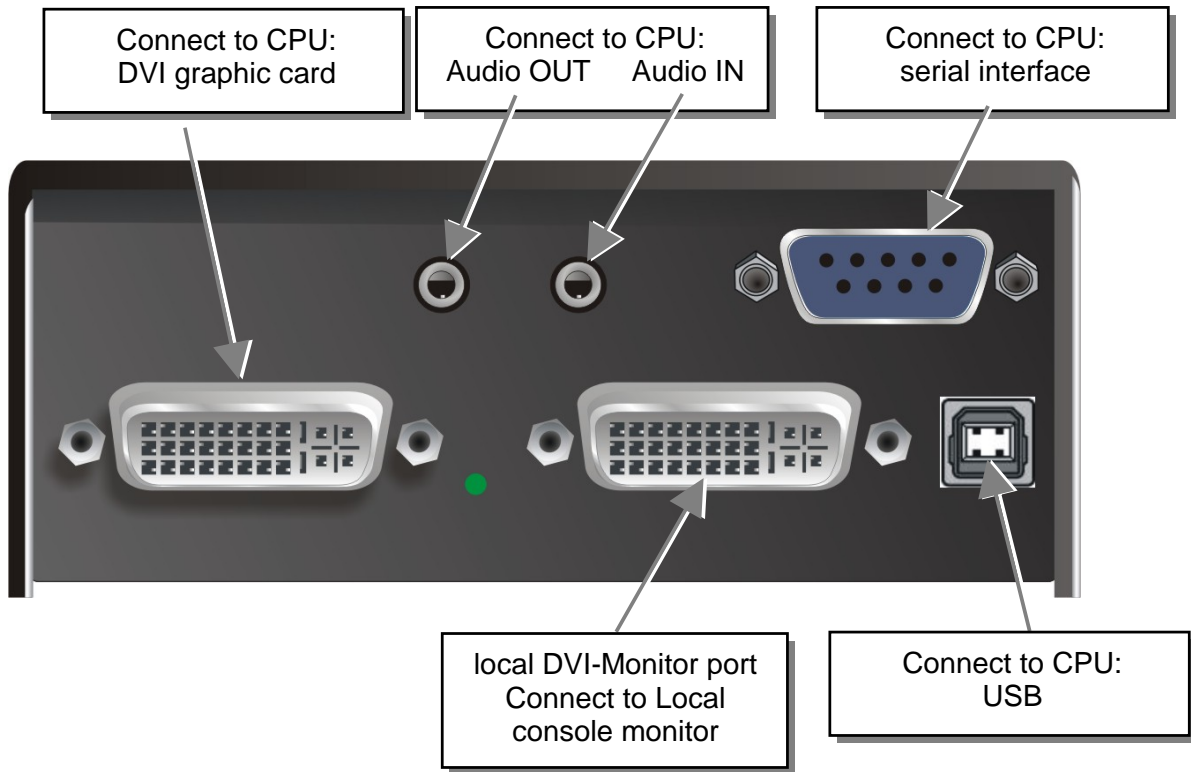 Connect to CPU:
DVI graphic card
Connect to CPU:
Audio OUT Audio IN
Connect to CPU:
serial interface
local DVI-Monitor port
Connect to Local
console monitor
Connect to CPU:
USB